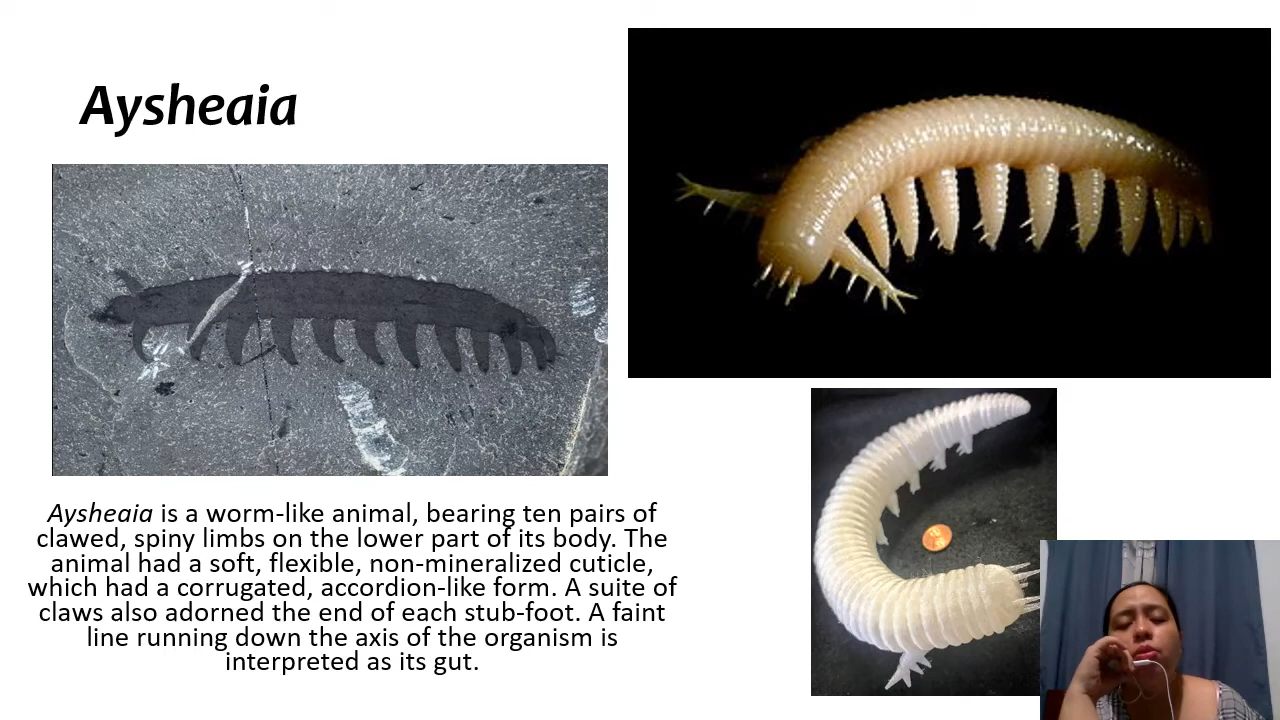 Aysheaia
Aysheaia is a worm-like animal, bearing ten pairs of
clawed, spiny limbs on the lower part of its body. The
animal had a soft, flexible, non-mineralized cuticle,
which had a corrugated, accordion-like form. A suite of
claws also adorned the end of each stub-foot. A faint
line running down the axis of the organism is
interpreted as its gut.